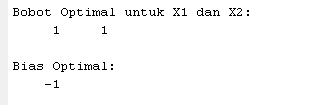 Bobot Optimal untuk X1 dan X2:
1 1
Bias Optimal:
-1